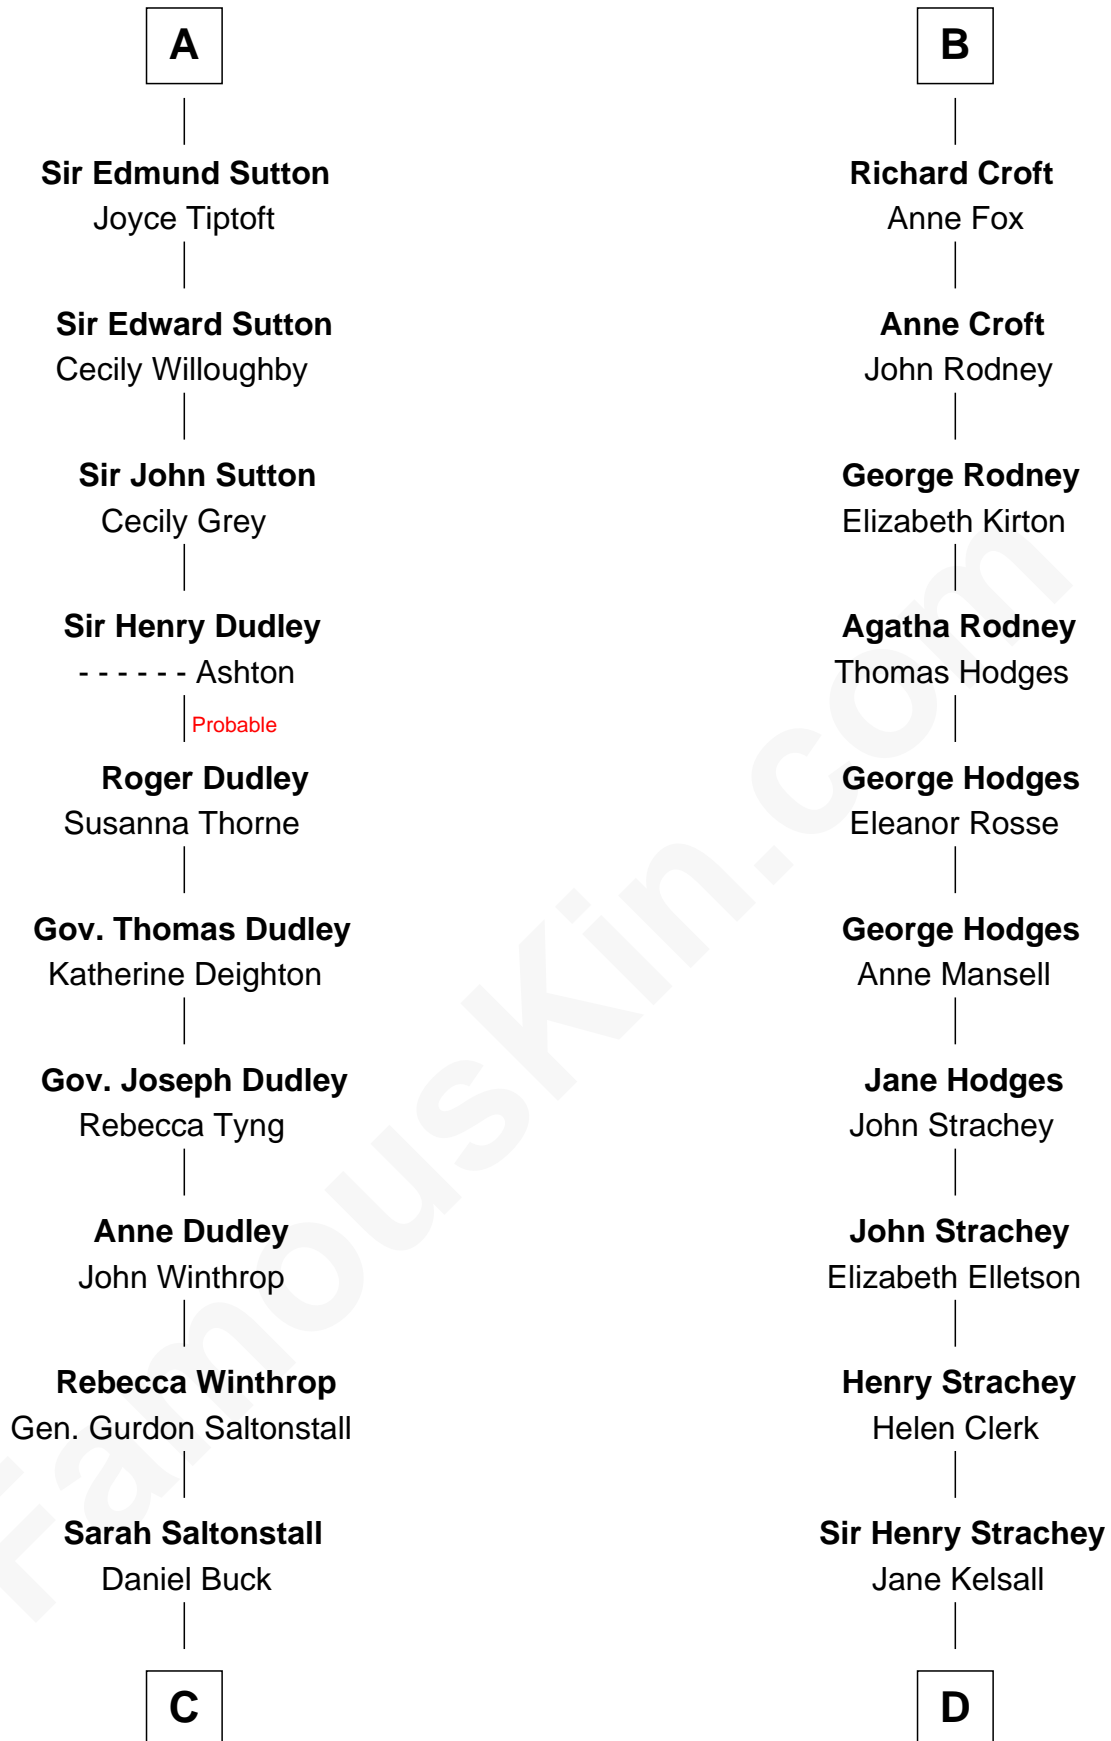 A
Sir Edmund Sutton
Joyce Tiptoft
Sir Edward Sutton
Cecily Willoughby
Sir John Sutton
Cecily Grey
Sir Henry Dudley
- - - - - - Ashton
Probable
Roger Dudley
Susanna Thorne
Gov. Thomas Dudley
Katherine Deighton
Gov. Joseph Dudley
Rebecca Tyng
Anne Dudley
John Winthrop
Rebecca Winthrop
Gen. Gurdon Saltonstall
Sarah Saltonstall
Daniel Buck
C
B
Richard Croft
Anne Fox
Anne Croft
John Rodney
George Rodney
Elizabeth Kirton
Agatha Rodney
Thomas Hodges
George Hodges
Eleanor Rosse
George Hodges
Anne Mansell
Jane Hodges
John Strachey
John Strachey
Elizabeth Elletson
Henry Strachey
Helen Clerk
Sir Henry Strachey
Jane Kelsall
D
FamousKin.com